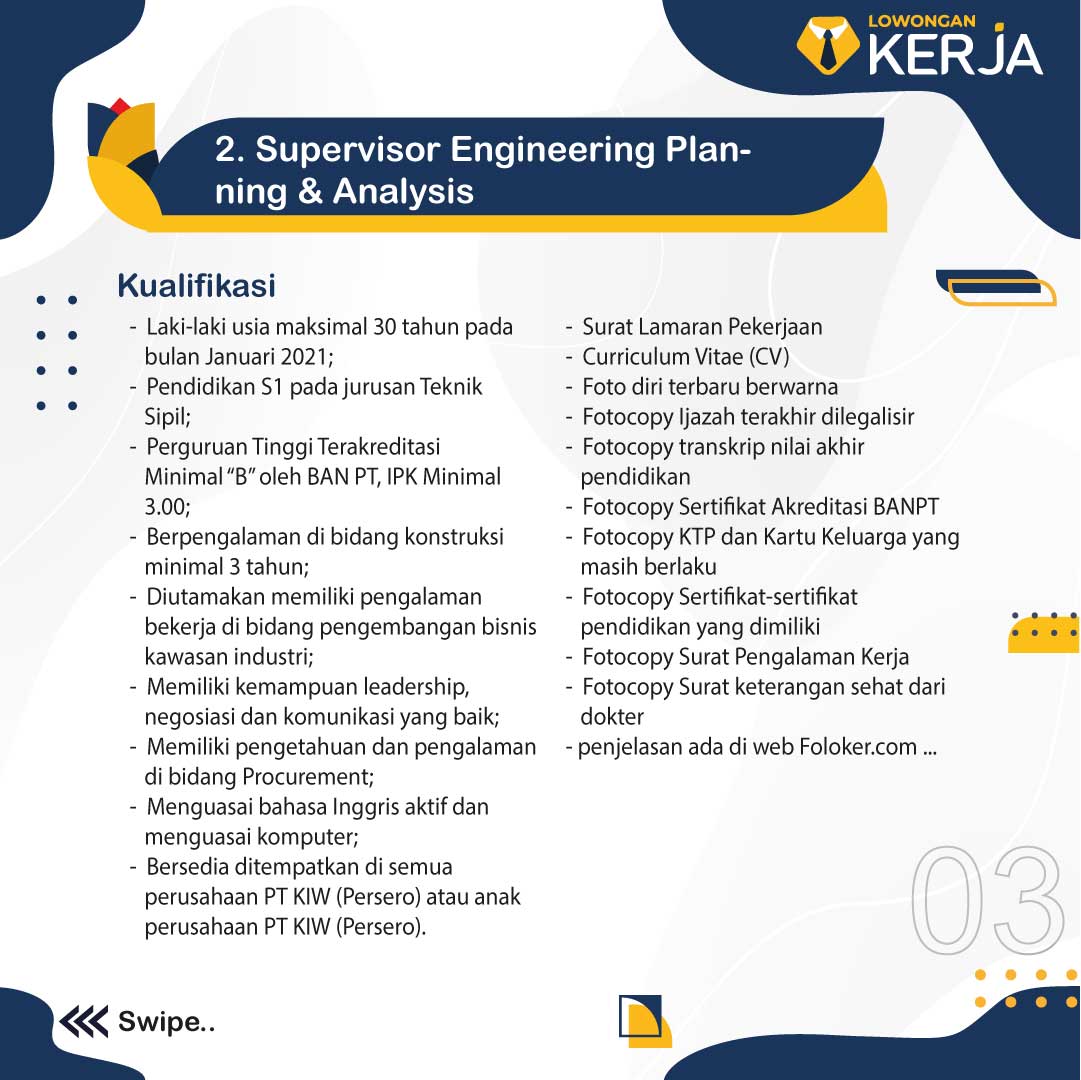 LOWONGAN
KERJA
2. Supervisor Engineering Plan-
ning & Analysis
Kualifikasi
- Laki-laki usia maksimal 30 tahun pada
bulan Januari 2021;
- Pendidikan S1 pada jurusan Teknik
Sipil;
- Perguruan Tinggi Terakreditasi
Minimal “B” oleh BAN PT, IPK Minimal
3.00;
- Berpengalaman di bidang konstruksi
minimal 3 tahun;
- Diutamakan memiliki pengalaman
bekerja di bidang pengembangan bisnis
kawasan industri;
- Memiliki kemampuan leadership,
negosiasi dan komunikasi yang baik;
- Memiliki pengetahuan dan pengalaman
di bidang Procurement;
- Menguasai bahasa Inggris aktif dan
menguasai komputer;
- Bersedia ditempatkan di semua
perusahaan PT KIW (Persero) atau anak
perusahaan PT KIW (Persero).
- Surat Lamaran Pekerjaan
- Curriculum Vitae (CV)
- Foto diri terbaru berwarna
- Fotocopy Ijazah terakhir dilegalisir
- Fotocopy transkrip nilai akhir
pendidikan
- Fotocopy Sertifikat Akreditasi BANPT
- Fotocopy KTP dan Kartu Keluarga yang
masih berlaku
- Fotocopy Sertifikat-sertifikat
pendidikan yang dimiliki
- Fotocopy Surat Pengalaman Kerja
- Fotocopy Surat keterangan sehat dari
dokter
- penjelasan ada di web Foloker.com ...
03
Swipe..